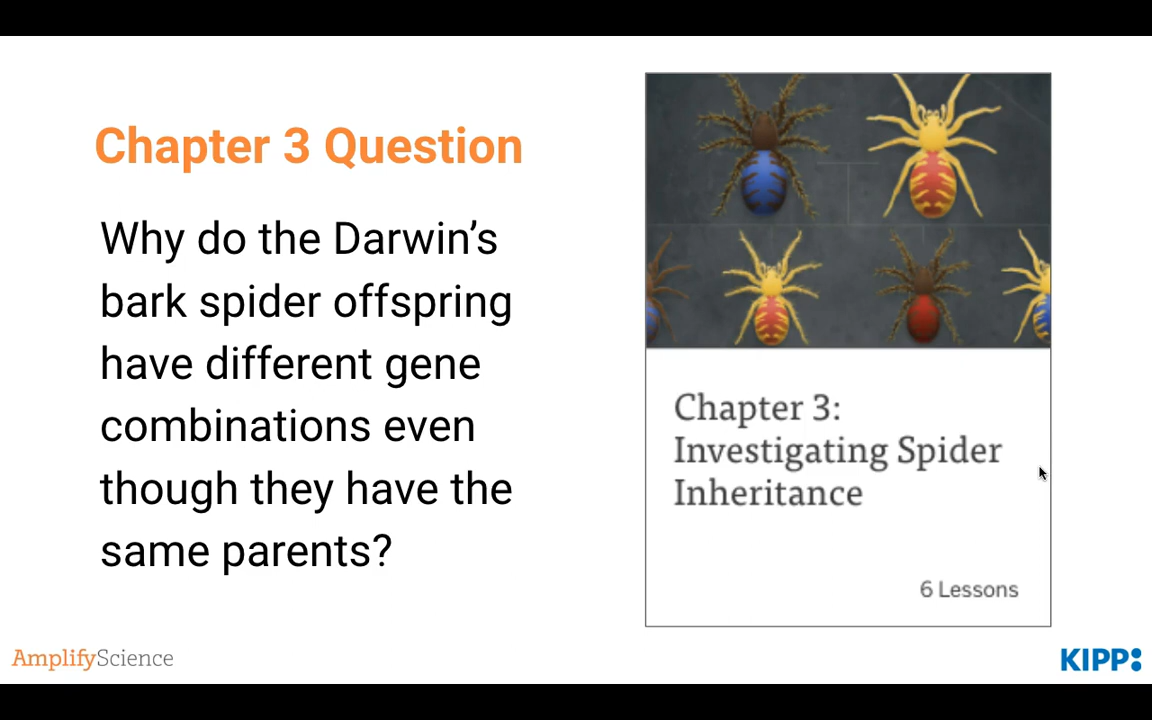 Chapter 3 Question
Why do the Darwin’s
bark spider offspring
have different gene
combinations even
though they have the
same parents?
Chapter 3:
Investigating Spider
Inheritance
6 Lessons
AmplifyScience
KIPP: